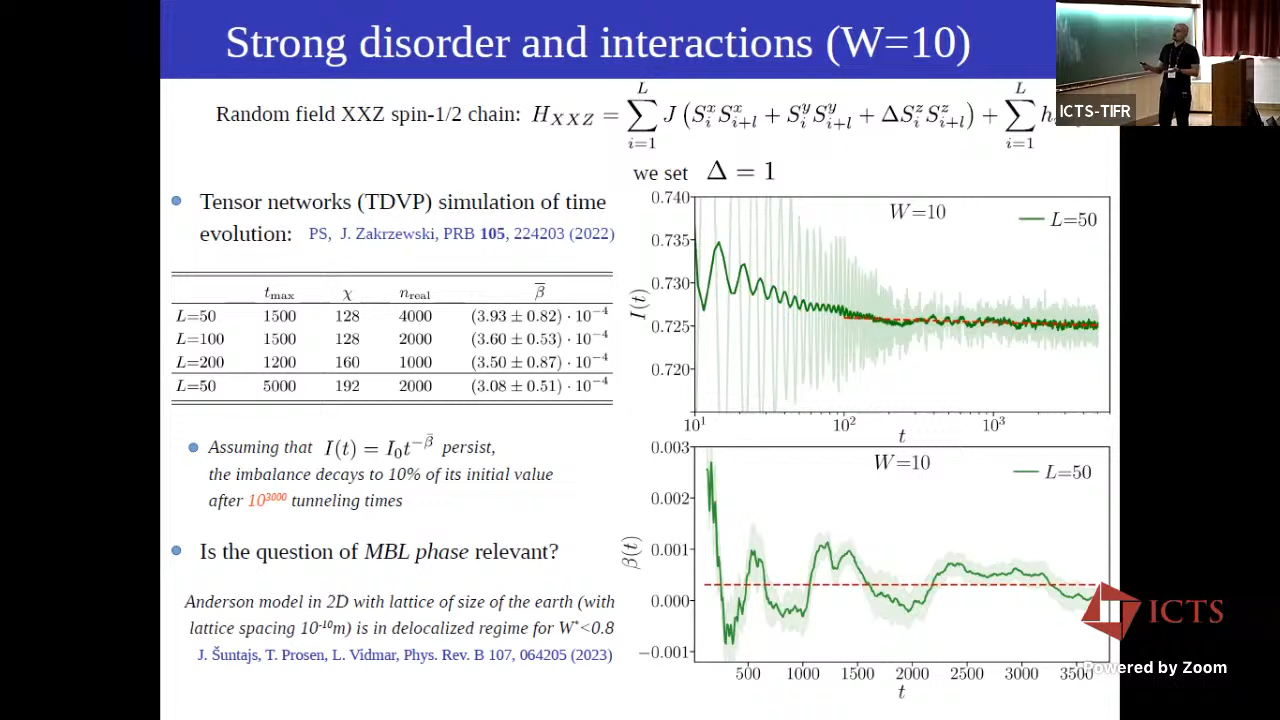 Strong disorder and interactions (W=10)
ICTS-TIFR
L L
Random field XXZ spin-1/2 chain: H_{XXZ} = ∑ J (S_i^x S_{i+l}^x + S_i^y S_{i+l}^y + ΔS_i^z S_{i+l}^z) + ∑ h
i=1 i=1
we set Δ = 1
Tensor networks (TDVP) simulation of time
evolution: PS, J. Zakrzewski, PRB 105, 224203 (2022)
t_{max} χ n_{real} \overline{β}
L=50 1500 128 4000 (3.93 ± 0.82) · 10^{-4}
L=100 1500 128 2000 (3.60 ± 0.53) · 10^{-4}
L=200 1200 160 1000 (3.50 ± 0.87) · 10^{-4}
L=50 5000 192 2000 (3.08 ± 0.51) · 10^{-4}
Assuming that I(t) = I_0 t^{-\bar{β}} persist,
the imbalance decays to 10% of its initial value
after 10^{3000} tunneling times
Is the question of MBL phase relevant?
Anderson model in 2D with lattice of size of the earth (with
lattice spacing 10^{-10}m) is in delocalized regime for W^*<0.8
J. Šuntajs, T. Prosen, L. Vidmar, Phys. Rev. B 107, 064205 (2023)
0.740
W=10 L=50
0.735
0.730
I(t)
0.725
0.720
10^1 10^2 10^3
t
0.003
W=10 L=50
0.002
0.001
β(t)
0.000
−0.001
500 1000 1500 2000 2500 3000 3500
t
ICTS
Powered by Zoom